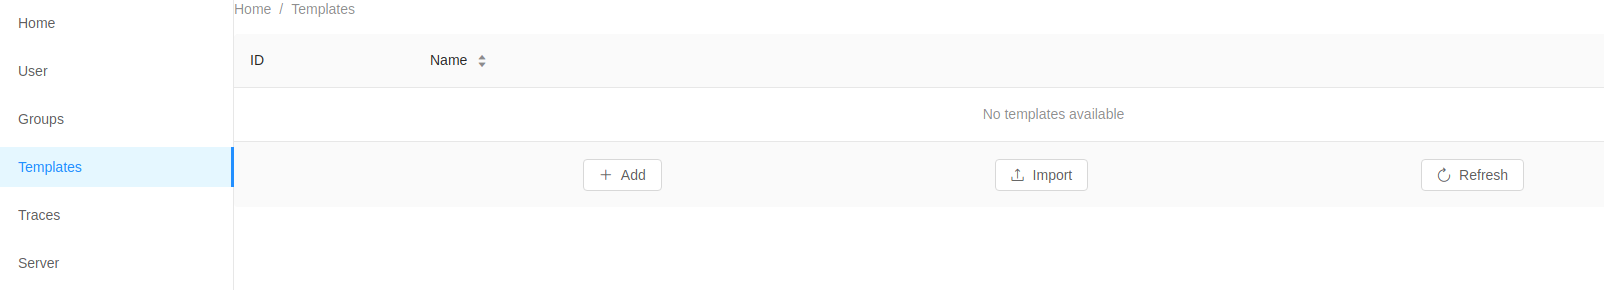 Home / Templates
Home
User
Groups
Templates
Traces
Server
ID Name
No templates available
Add Import Refresh